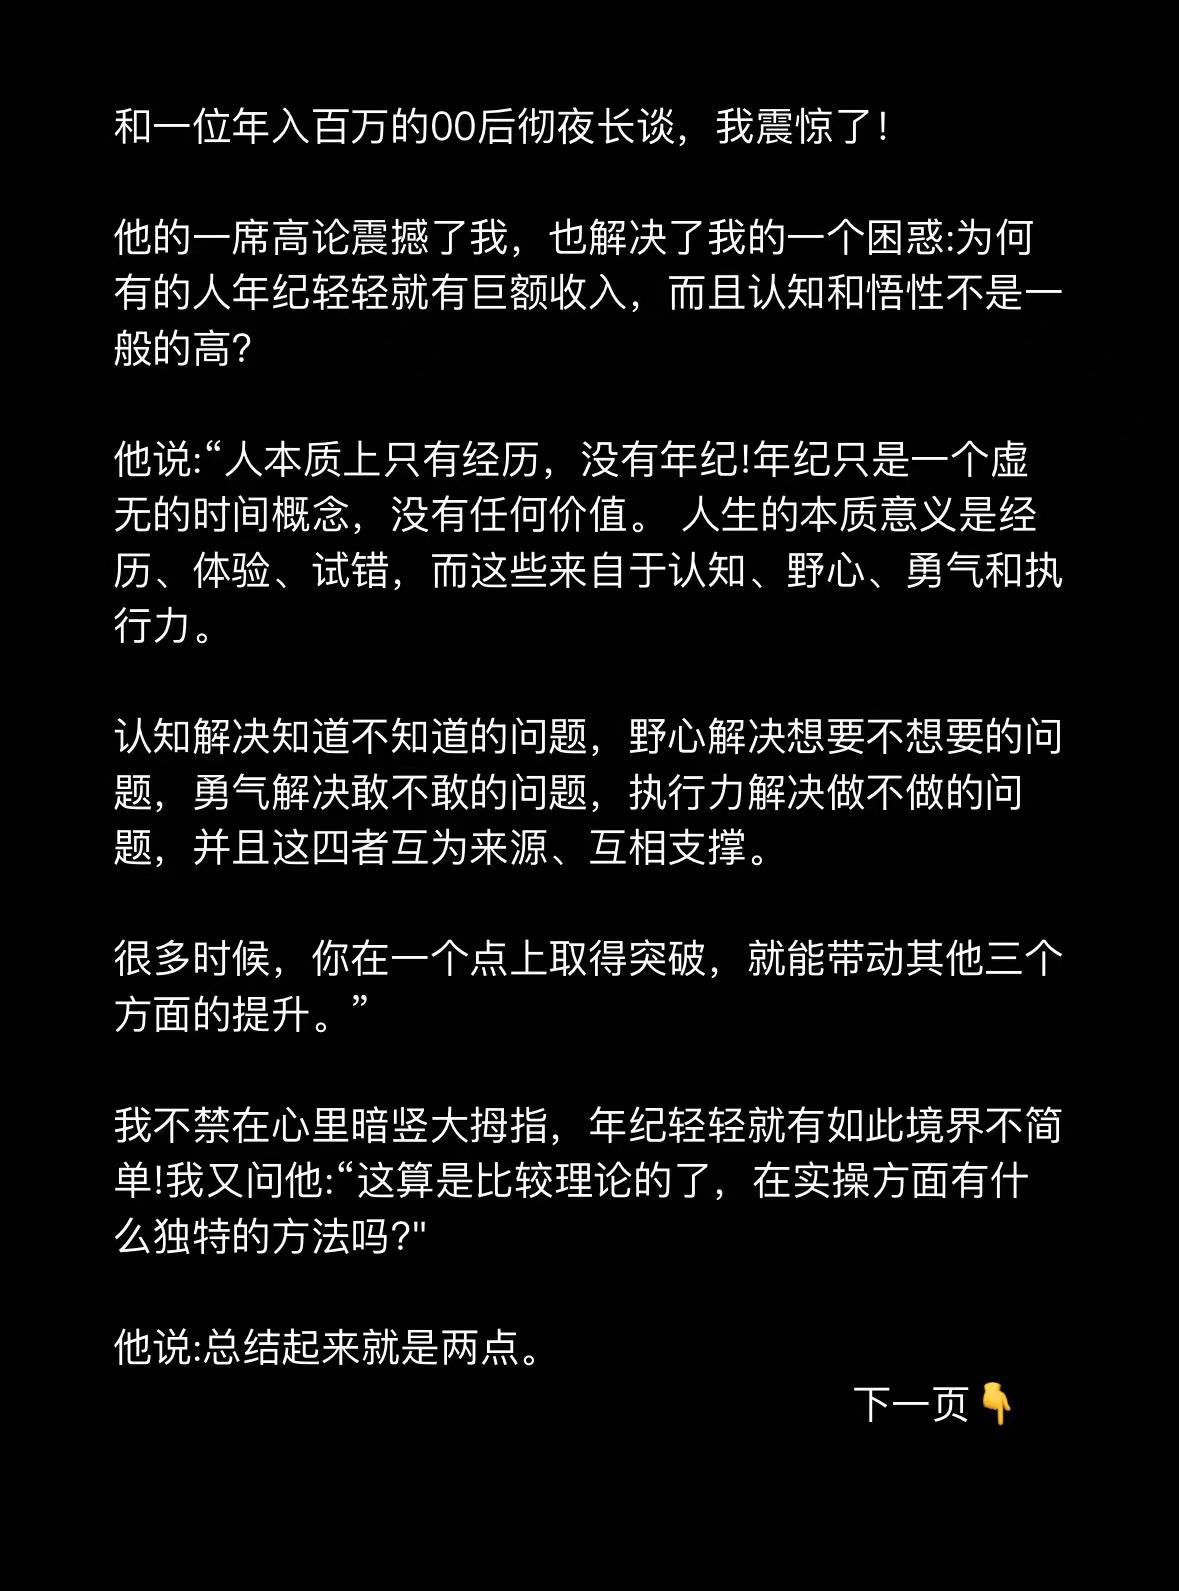 和一位年入百万的00后彻夜长谈，我震惊了！
他的一席高论震撼了我，也解决了我的一个困惑:为何
有的人年纪轻轻就有巨额收入，而且认知和悟性不是一
般的高?
他说:“人本质上只有经历，没有年纪!年纪只是一个虚
无的时间概念，没有任何价值。 人生的本质意义是经
历、体验、试错，而这些来自于认知、野心、勇气和执
行力。
认知解决知道不知道的问题，野心解决想要不想要的问
题，勇气解决敢不敢的问题，执行力解决做不做的问
题，并且这四者互为来源、互相支撑。
很多时候，你在一个点上取得突破，就能带动其他三个
方面的提升。”
我不禁在心里暗竖大拇指，年纪轻轻就有如此境界不简
单!我又问他:“这算是比较理论的了，在实操方面有什
么独特的方法吗?"
他说:总结起来就是两点。
下一页👇